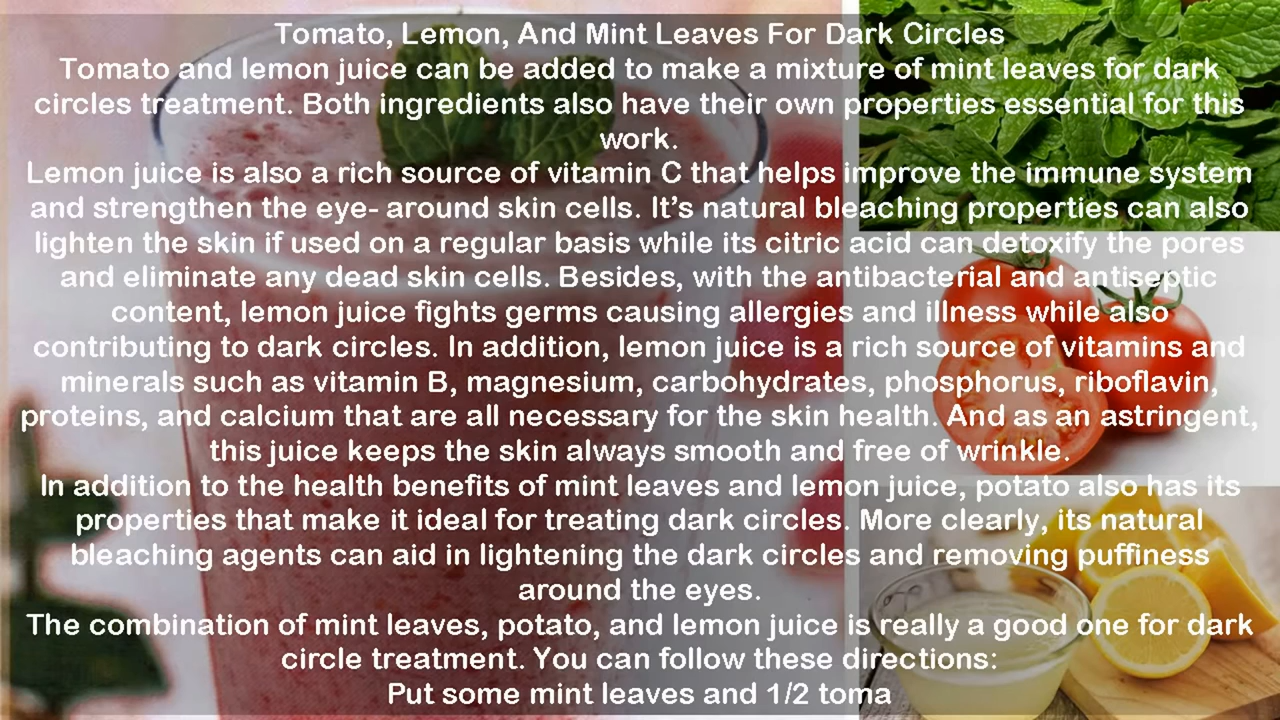 Tomato, Lemon, And Mint Leaves For Dark Circles
Tomato and lemon juice can be added to make a mixture of mint leaves for dark
circles treatment. Both ingredients also have their own properties essential for this
work.
Lemon juice is also a rich source of vitamin C that helps improve the immune system
and strengthen the eye- around skin cells. It’s natural bleaching properties can also
lighten the skin if used on a regular basis while its citric acid can detoxify the pores
and eliminate any dead skin cells. Besides, with the antibacterial and antiseptic
content, lemon juice fights germs causing allergies and illness while also
contributing to dark circles. In addition, lemon juice is a rich source of vitamins and
minerals such as vitamin B, magnesium, carbohydrates, phosphorus, riboflavin,
proteins, and calcium that are all necessary for the skin health. And as an astringent,
this juice keeps the skin always smooth and free of wrinkle.
In addition to the health benefits of mint leaves and lemon juice, potato also has its
properties that make it ideal for treating dark circles. More clearly, its natural
bleaching agents can aid in lightening the dark circles and removing puffiness
around the eyes.
The combination of mint leaves, potato, and lemon juice is really a good one for dark
circle treatment. You can follow these directions:
Put some mint leaves and 1/2 toma